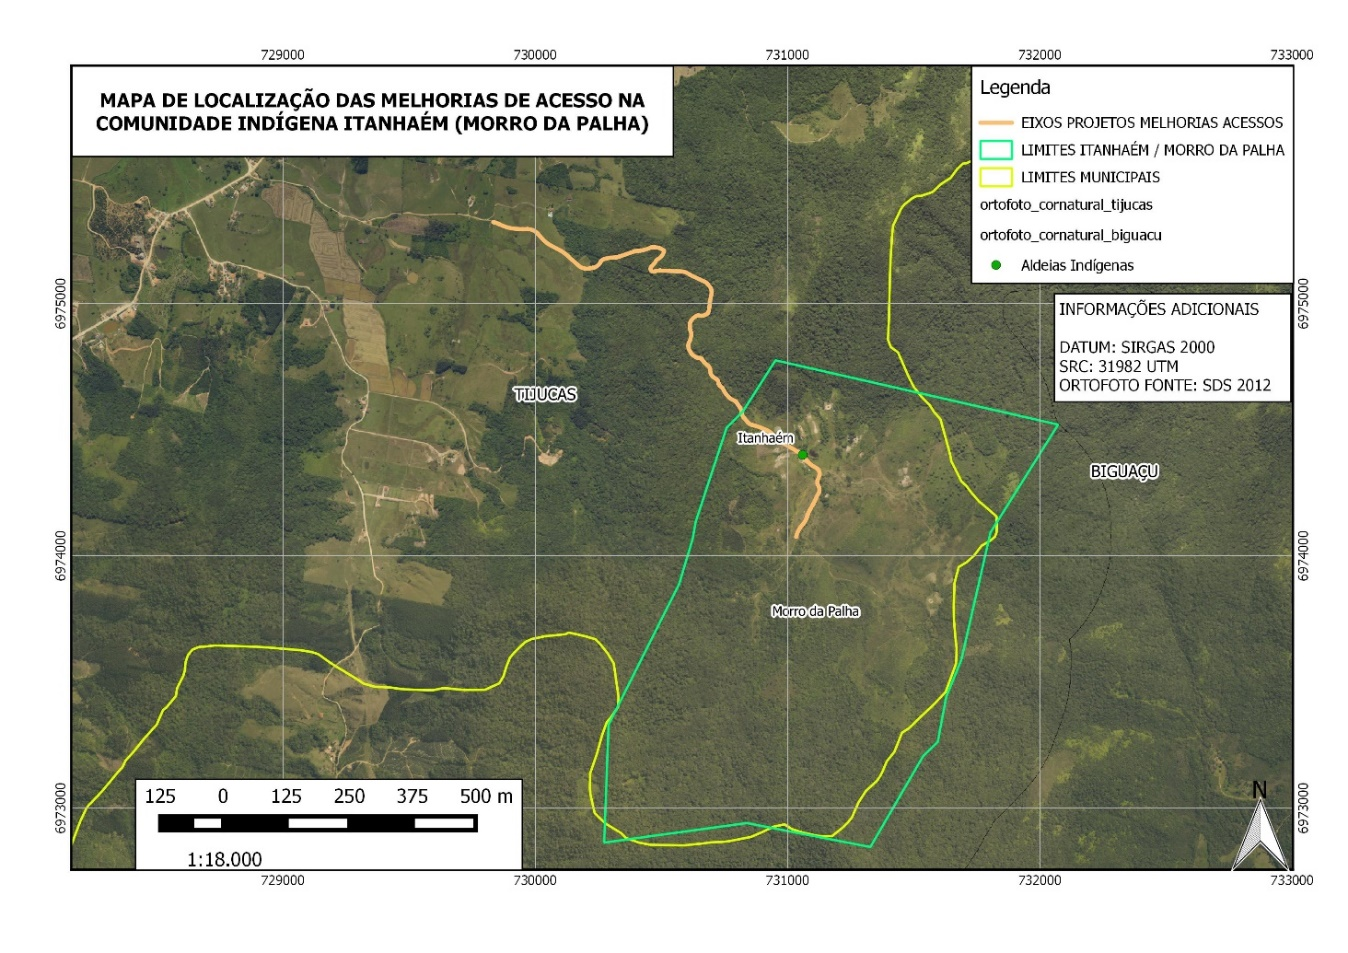 729000
730000
731000
732000
733000
MAPA DE LOCALIZAÇÃO DAS MELHORIAS DE ACESSO NA
COMUNIDADE INDÍGENA ITANHAÉM (MORRO DA PALHA)
Legenda
EIXOS PROJETOS MELHORIAS ACESSOS
LIMITES ITANHAÉM / MORRO DA PALHA
LIMITES MUNICIPAIS
ortofoto_cornatural_tijucas
ortofoto_cornatural_biguacu
Aldeias Indígenas
6975000
6975000
INFORMAÇÕES ADICIONAIS
DATUM: SIRGAS 2000
SRC: 31982 UTM
ORTOFOTO FONTE: SDS 2012
TIJUCAS
Itanhaém
BIGUAÇU
6974000
6974000
Morro da Palha
6973000
6973000
125 0 125 250 375 500 m
1:18.000
N
729000
730000
731000
732000
733000